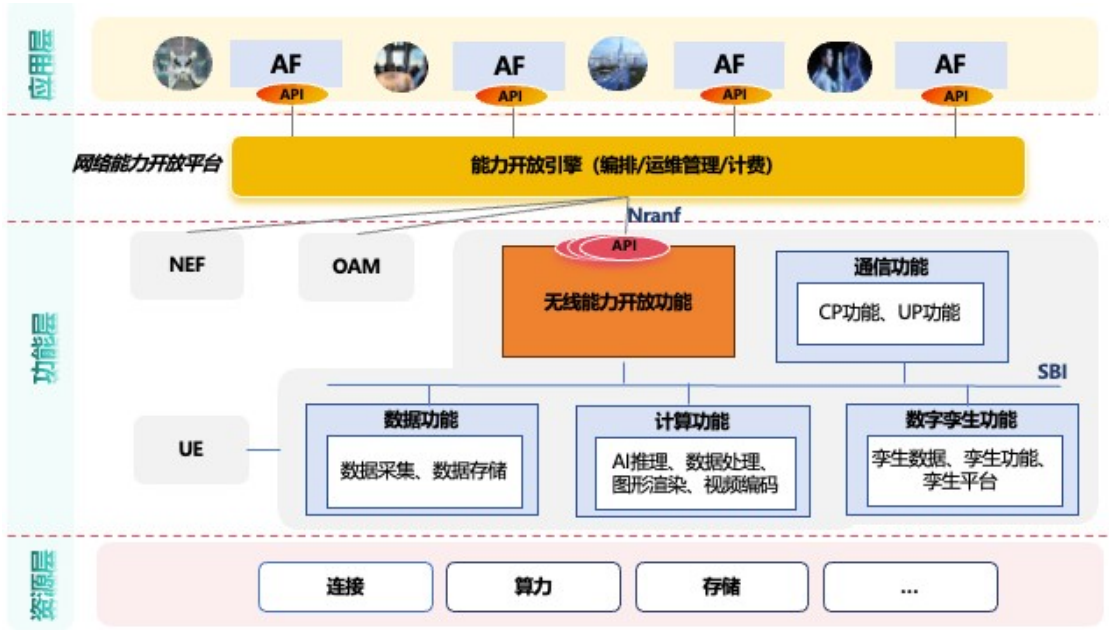 应用层
AF
AF
AF
AF
API
API
API
API
网络能力开放平台
能力开放引擎（编排/运维管理/计费）
Nranf
功能层
NEF
OAM
API
无线能力开放功能
通信功能
CP功能、UP功能
SBI
UE
数据功能
数据采集、数据存储
计算功能
AI推理、数据处理、
图形渲染、视频编码
数字孪生功能
孪生数据、孪生功能、
孪生平台
资源层
连接
算力
存储
...